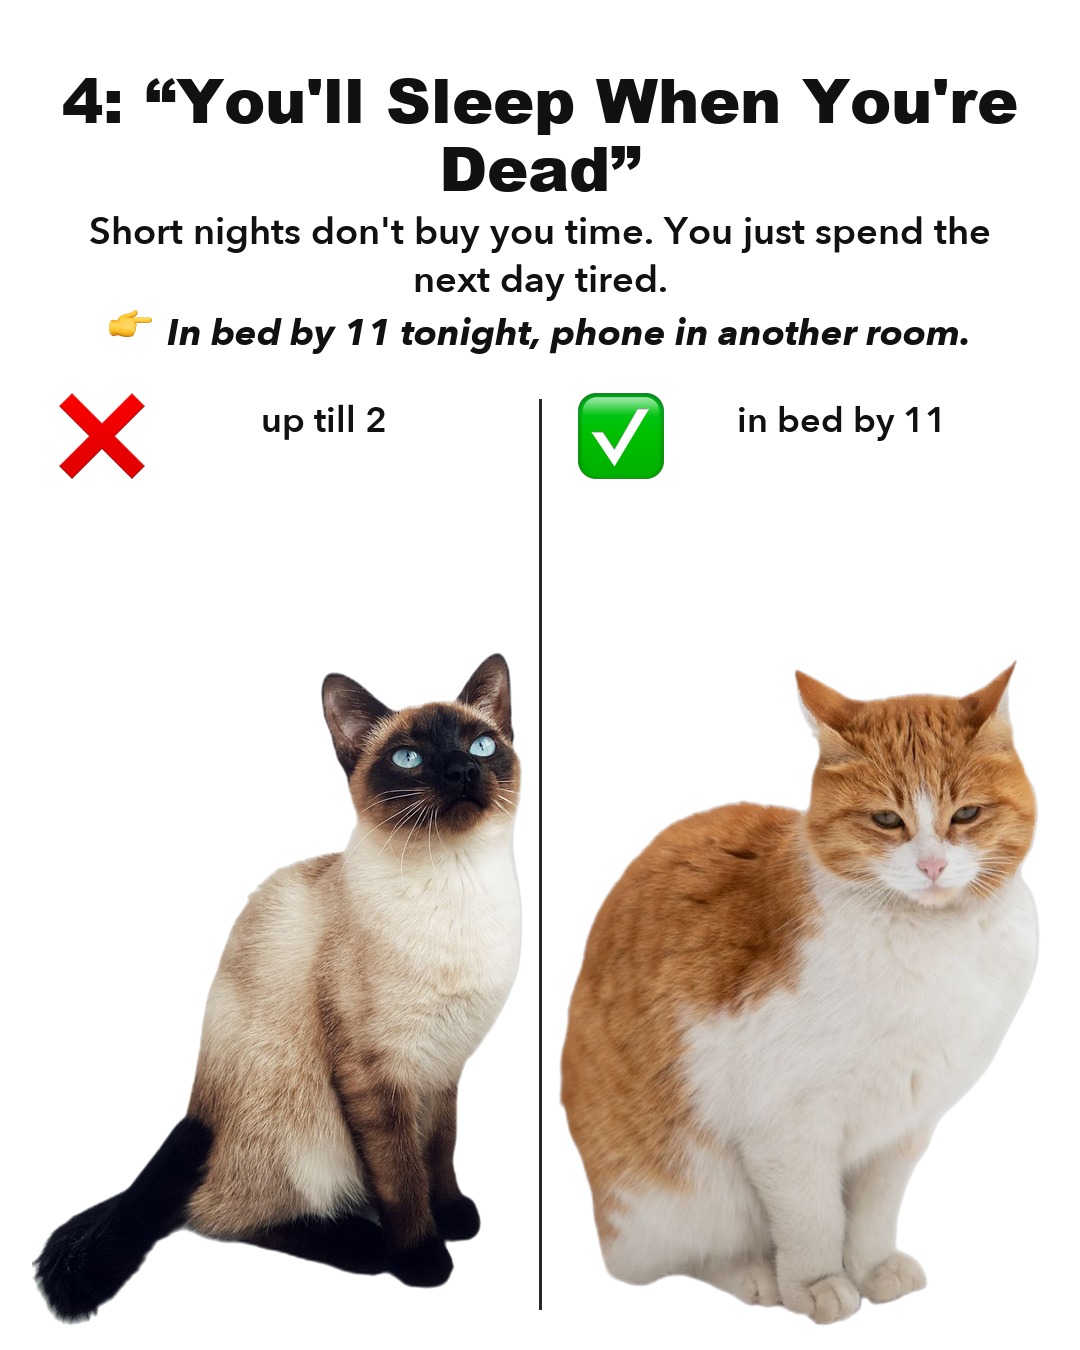 4: “You'll Sleep When You're
Dead”
Short nights don't buy you time. You just spend the
next day tired.
👉 In bed by 11 tonight, phone in another room.
❌ up till 2
✅ in bed by 11